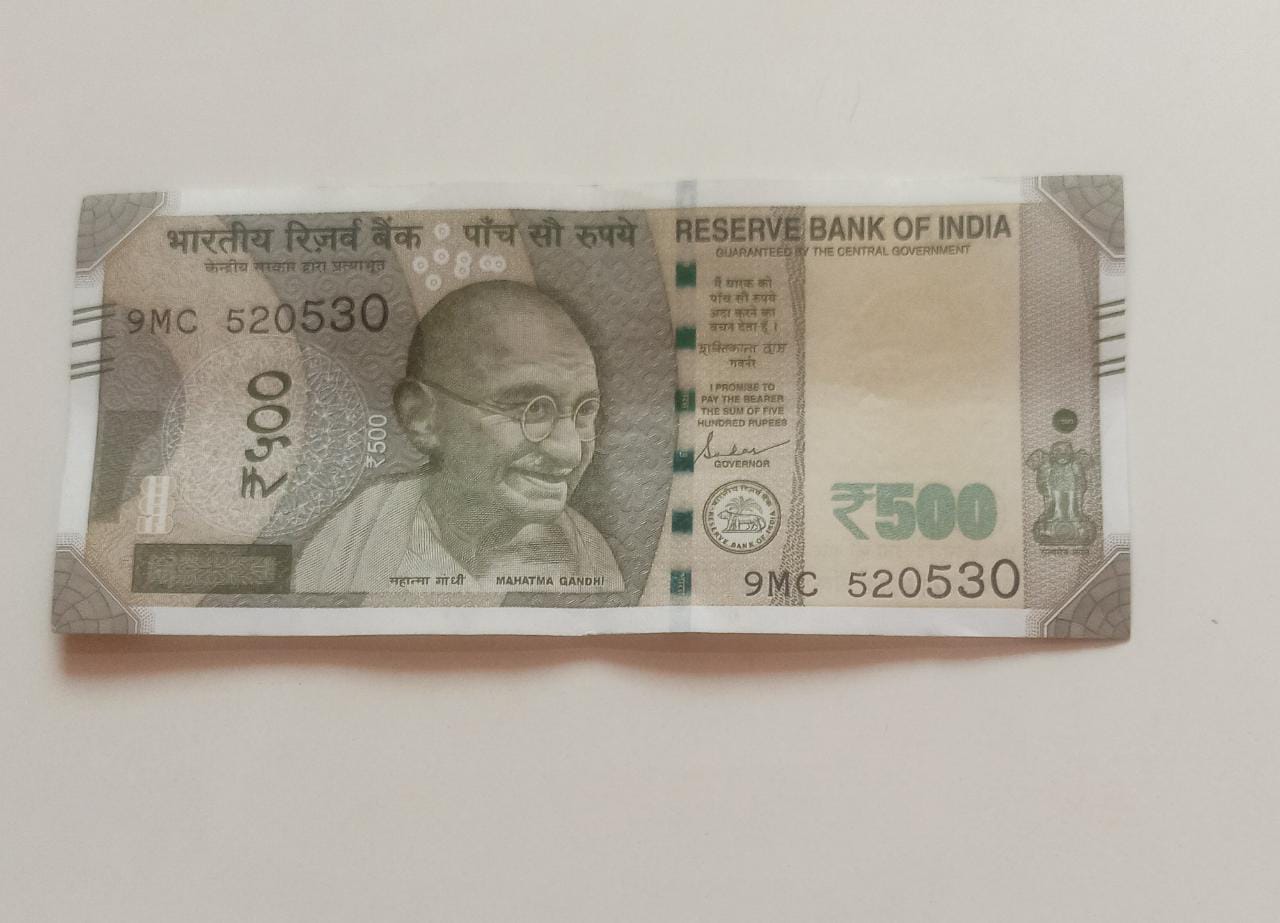 भारतीय रिज़र्व बैंक
पाँच सौ रुपये
केन्द्रीय सरकार द्वारा प्रत्याभूत
9MC 520530
₹५००
₹500
महात्मा गांधी
MAHATMA GANDHI
RESERVE BANK OF INDIA
GUARANTEED BY THE CENTRAL GOVERNMENT
मैं धारक को
पाँच सौ रुपये
अदा करने का
वचन देता हूँ ।
शक्तिकान्त दास
गवर्नर
I PROMISE TO
PAY THE BEARER
THE SUM OF FIVE
HUNDRED RUPEES
GOVERNOR
भारतीय रिज़र्व बैंक
RESERVE BANK OF INDIA
₹500
सत्यमेव जयते
9MC 520530